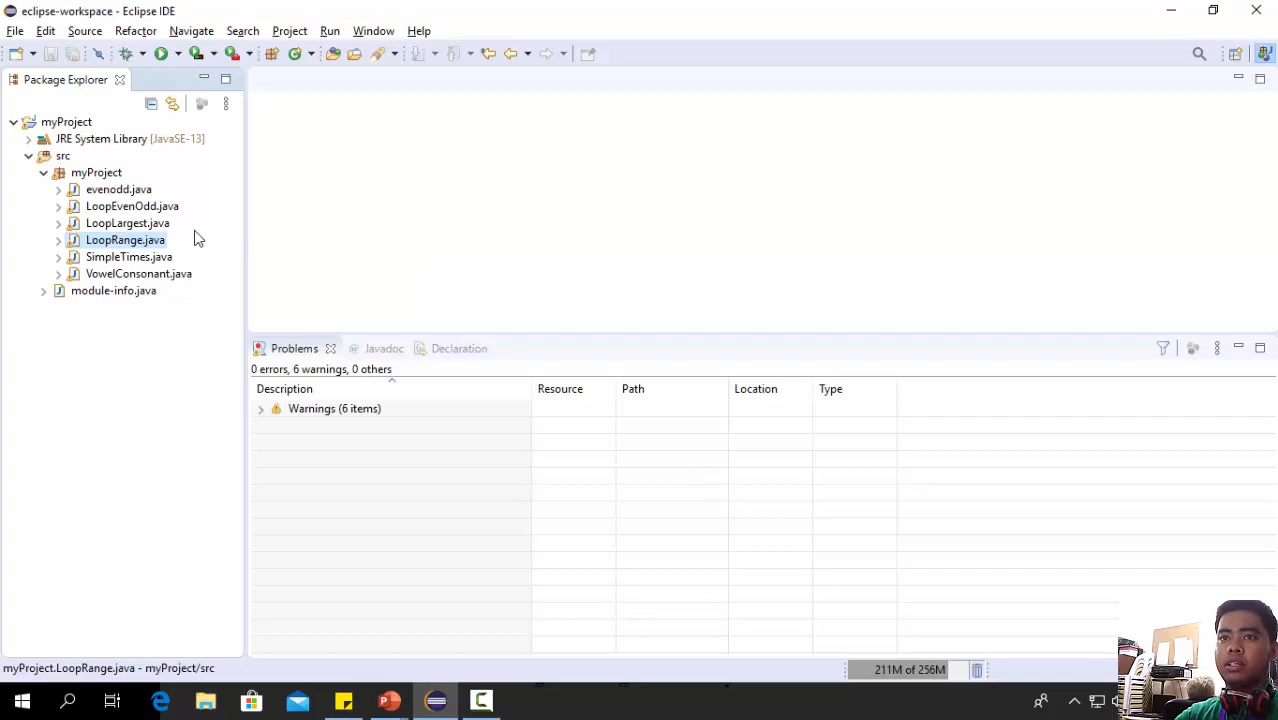 eclipse-workspace - Eclipse IDE
File Edit Source Refactor Navigate Search Project Run Window Help
Package Explorer
myProject
JRE System Library [JavaSE-13]
src
myProject
evenodd.java
LoopEvenOdd.java
LoopLargest.java
LoopRange.java
SimpleTimes.java
VowelConsonant.java
module-info.java
Problems @ Javadoc Declaration
0 errors, 6 warnings, 0 others
Description Resource Path Location Type
Warnings (6 items)
myProject.LoopRange.java - myProject/src
211M of 256M